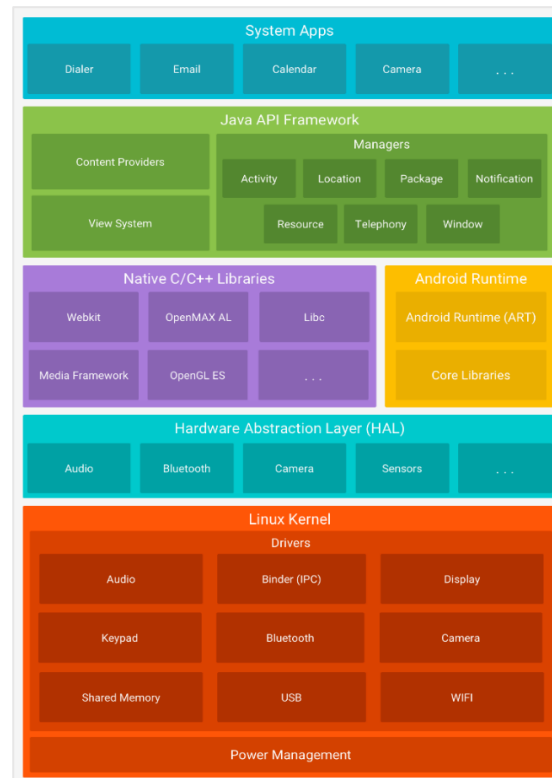 System Apps
Dialer Email Calendar Camera . . .
Java API Framework
Content Providers
View System
Managers
Activity Location Package Notification
Resource Telephony Window
Native C/C++ Libraries
Webkit OpenMAX AL Libc
Media Framework OpenGL ES . . .
Android Runtime
Android Runtime (ART)
Core Libraries
Hardware Abstraction Layer (HAL)
Audio Bluetooth Camera Sensors . . .
Linux Kernel
Drivers
Audio Binder (IPC) Display
Keypad Bluetooth Camera
Shared Memory USB WIFI
Power Management